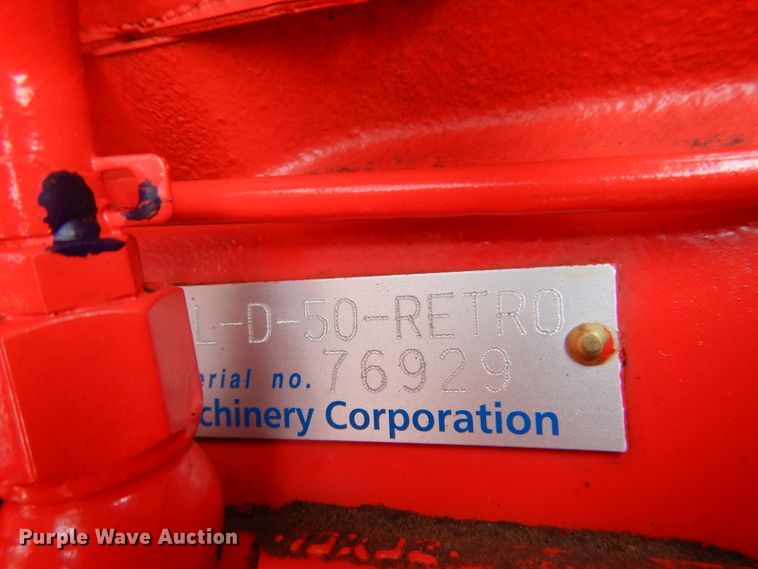 L-D-50-RETRO
erial no. 76929
chinery Corporation
Purple Wave Auction